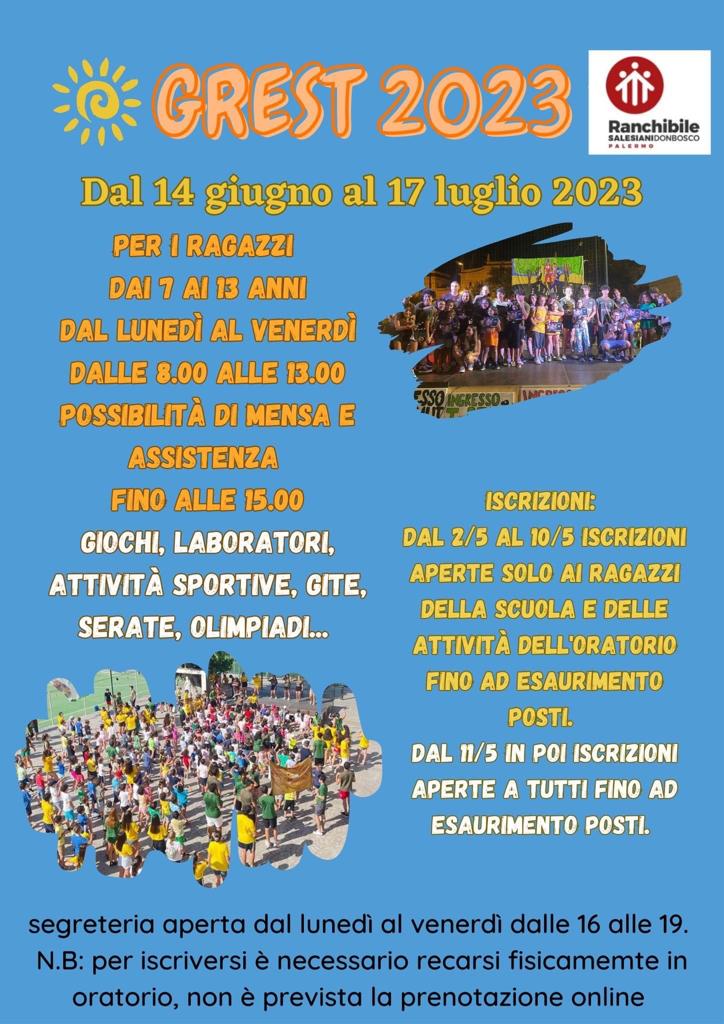 GREST 2023
Ranchibile
SALESIANIDONBOSCO
PALERMO
Dal 14 giugno al 17 luglio 2023
PER I RAGAZZI
DAI 7 AI 13 ANNI
DAL LUNEDÌ AL VENERDÌ
DALLE 8.00 ALLE 13.00
POSSIBILITÀ DI MENSA E
ASSISTENZA
FINO ALLE 15.00
GIOCHI, LABORATORI,
ATTIVITÀ SPORTIVE, GITE,
SERATE, OLIMPIADI...
INGRESSO
ISCRIZIONI:
DAL 2/5 AL 10/5 ISCRIZIONI
APERTE SOLO AI RAGAZZI
DELLA SCUOLA E DELLE
ATTIVITÀ DELL'ORATORIO
FINO AD ESAURIMENTO
POSTI.
DAL 11/5 IN POI ISCRIZIONI
APERTE A TUTTI FINO AD
ESAURIMENTO POSTI.
segreteria aperta dal lunedì al venerdì dalle 16 alle 19.
N.B: per iscriversi è necessario recarsi fisicamemte in
oratorio, non è prevista la prenotazione online